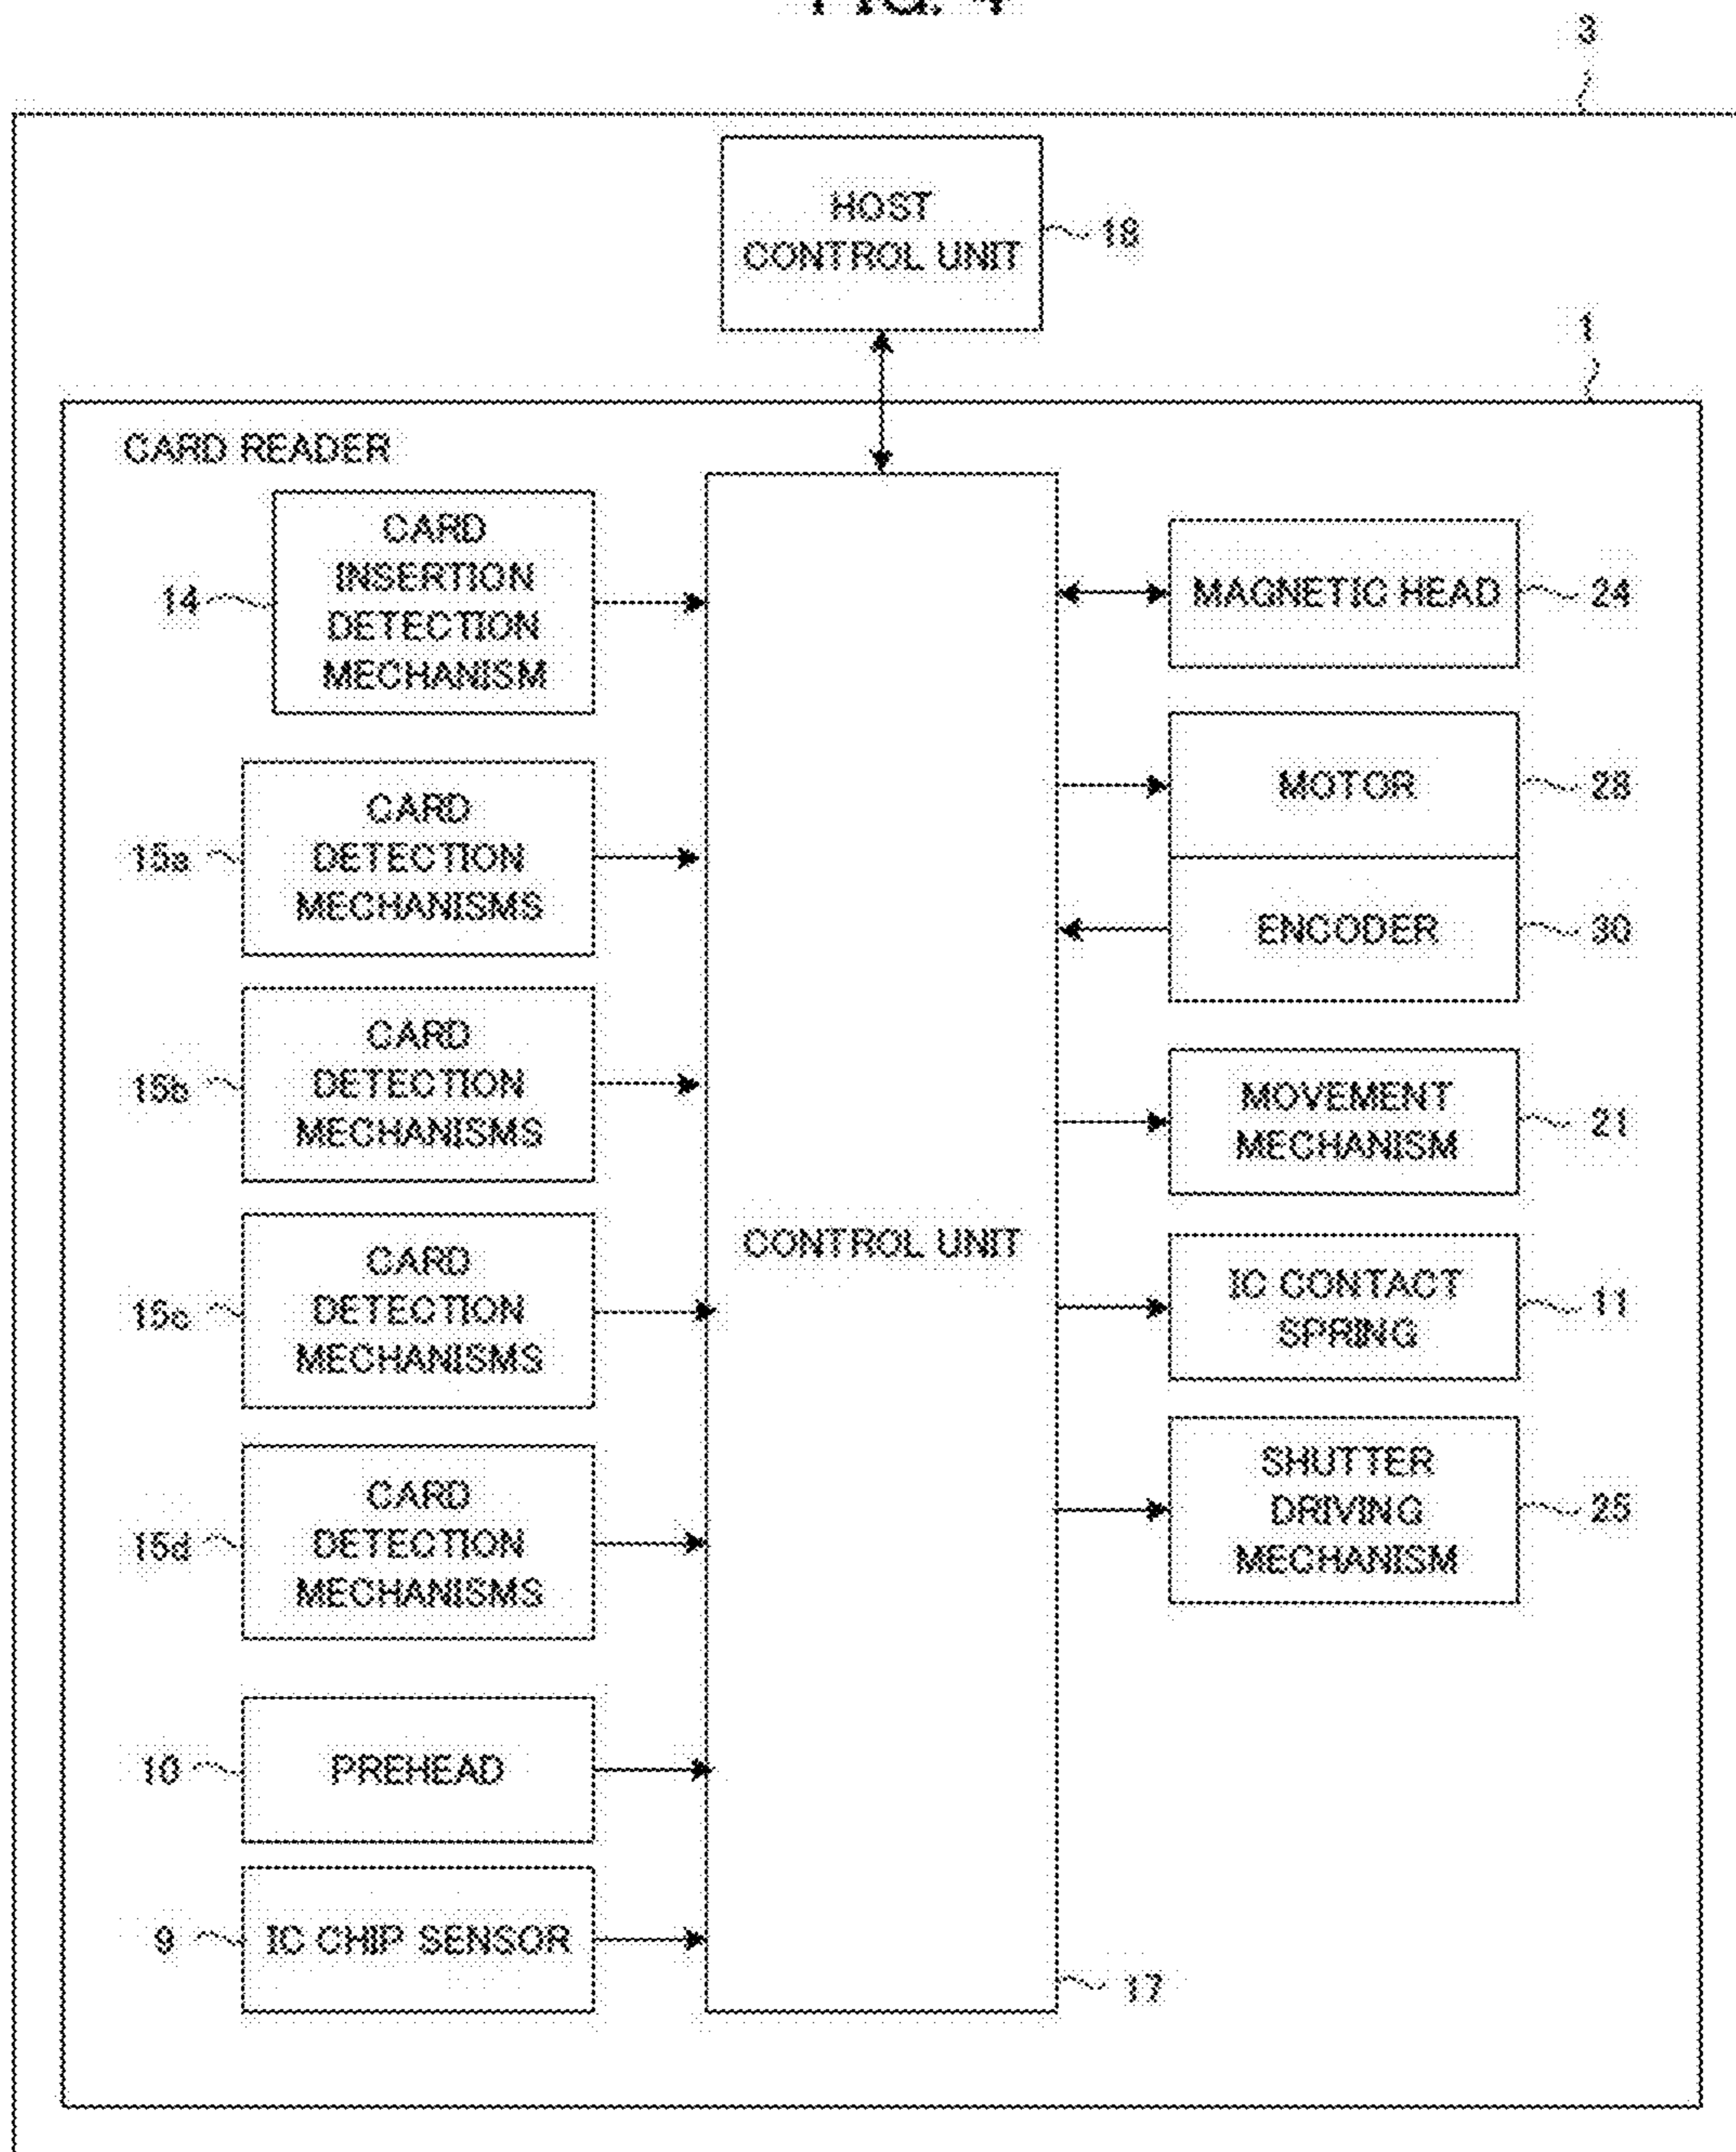 FIG. 4
3
HOST
CONTROL UNIT
18
1
CARD READER
14
CARD
INSERTION
DETECTION
MECHANISM
MAGNETIC HEAD
24
15a
CARD
DETECTION
MECHANISMS
MOTOR
28
ENCODER
30
15b
CARD
DETECTION
MECHANISMS
MOVEMENT
MECHANISM
21
CONTROL UNIT
15c
CARD
DETECTION
MECHANISMS
IC CONTACT
SPRING
11
15d
CARD
DETECTION
MECHANISMS
SHUTTER
DRIVING
MECHANISM
25
10
PREHEAD
9
IC CHIP SENSOR
17